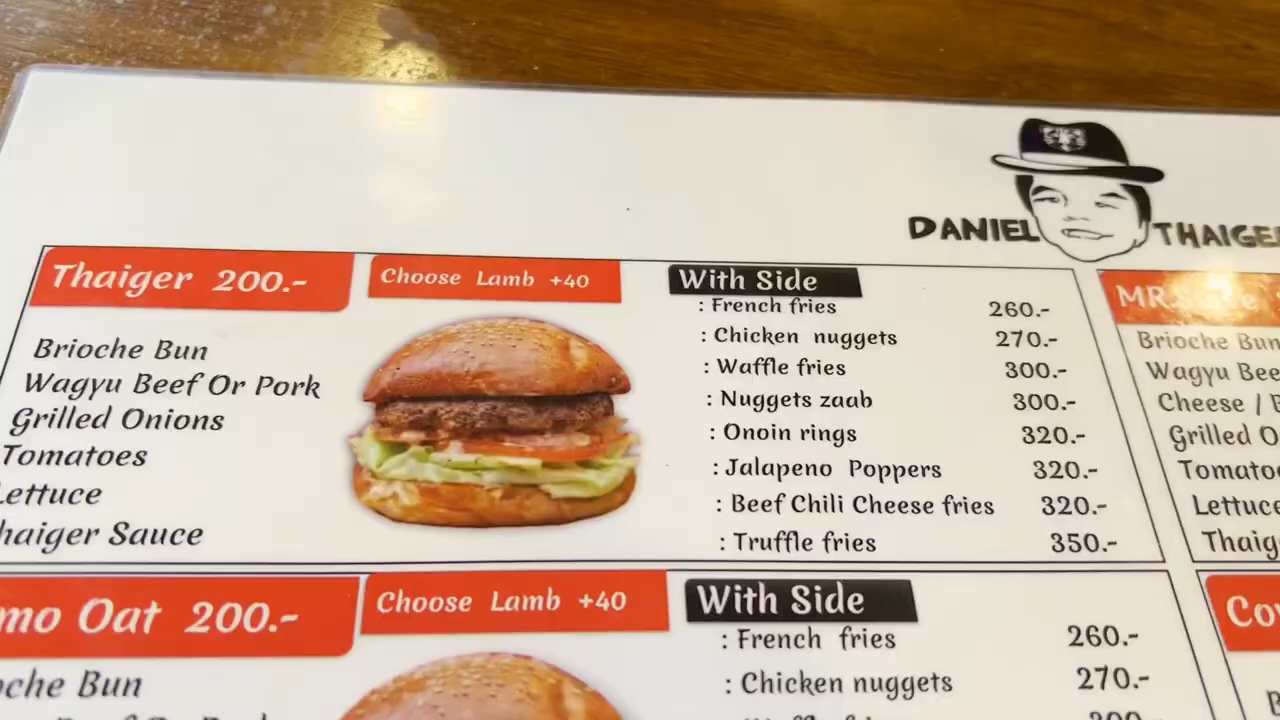 DANIEL THAIGER
Thaiger 200.-
Choose Lamb +40
Brioche Bun
Wagyu Beef Or Pork
Grilled Onions
Tomatoes
Lettuce
haiger Sauce
With Side
: French fries 260.-
: Chicken nuggets 270.-
: Waffle fries 300.-
: Nuggets zaab 300.-
: Onoin rings 320.-
: Jalapeno Poppers 320.-
: Beef Chili Cheese fries 320.-
: Truffle fries 350.-
MR.
Brioche Bun
Wagyu Bee
Cheese /
Grilled O
Tomato
Lettuce
Thaig
mo Oat 200.-
Choose Lamb +40
oche Bun
With Side
: French fries 260.-
: Chicken nuggets 270.-
Co